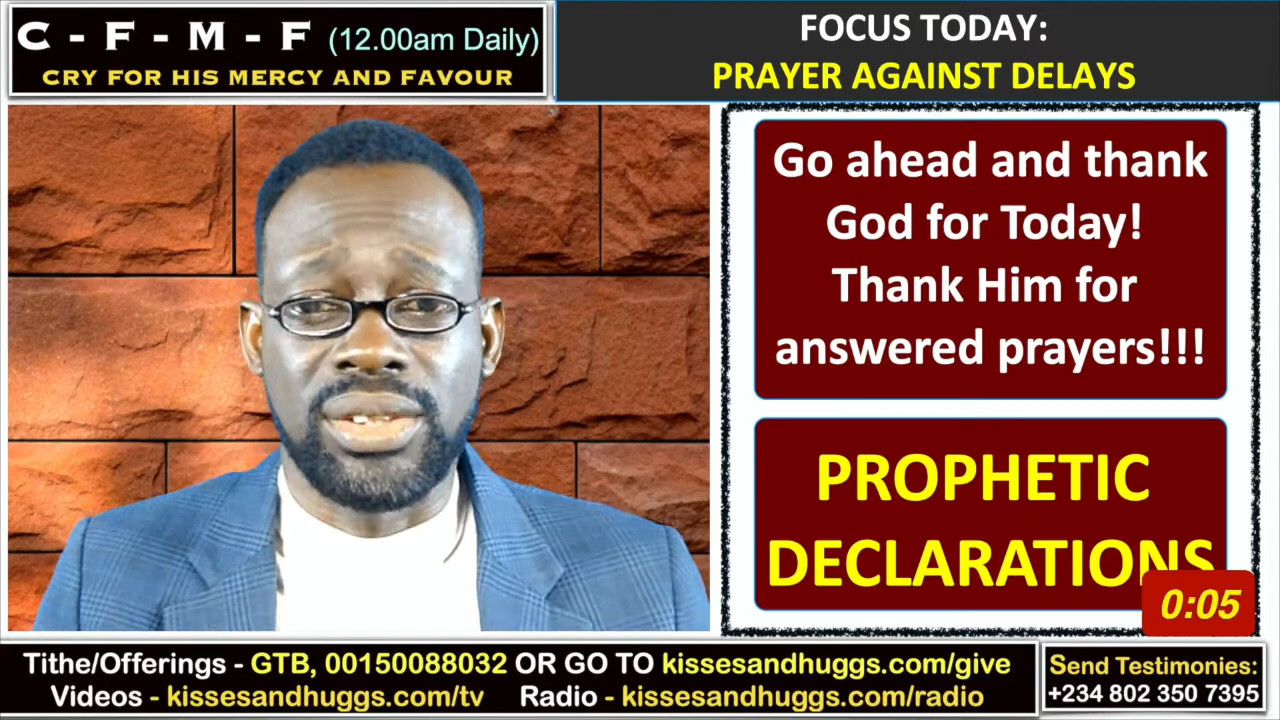 C - F - M - F (12.00am Daily)
CRY FOR HIS MERCY AND FAVOUR
FOCUS TODAY:
PRAYER AGAINST DELAYS
Go ahead and thank
God for Today!
Thank Him for
answered prayers!!!
PROPHETIC
DECLARATIONS
0:05
Tithe/Offerings - GTB, 00150088032 OR GO TO kissesandhuggs.com/give
Videos - kissesandhuggs.com/tv Radio - kissesandhuggs.com/radio
Send Testimonies:
+234 802 350 7395